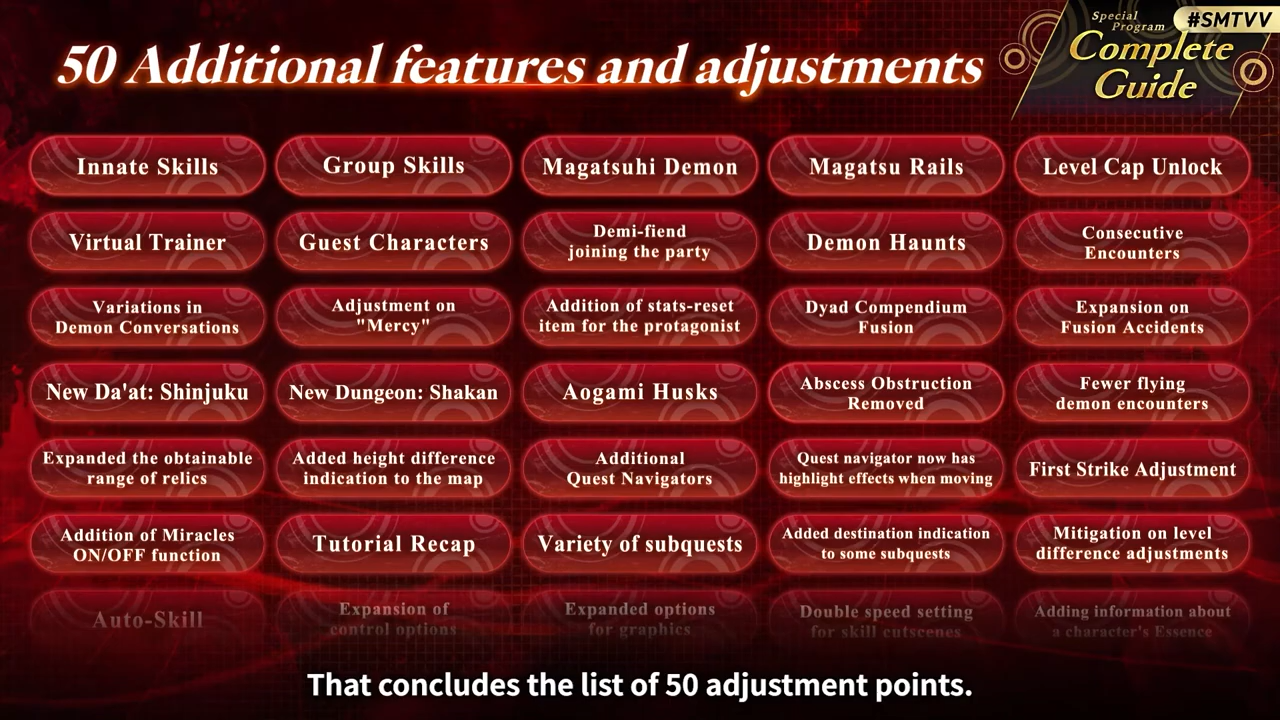 Special
Program
#SMTVV
Complete
Guide
50 Additional features and adjustments
Innate Skills
Group Skills
Magatsuhi Demon
Magatsu Rails
Level Cap Unlock
Virtual Trainer
Guest Characters
Demi-fiend
joining the party
Demon Haunts
Consecutive
Encounters
Variations in
Demon Conversations
Adjustment on
"Mercy"
Addition of stats-reset
item for the protagonist
Dyad Compendium
Fusion
Expansion on
Fusion Accidents
New Da'at: Shinjuku
New Dungeon: Shakan
Aogami Husks
Abscess Obstruction
Removed
Fewer flying
demon encounters
Expanded the obtainable
range of relics
Added height difference
indication to the map
Additional
Quest Navigators
Quest navigator now has
highlight effects when moving
First Strike Adjustment
Addition of Miracles
ON/OFF function
Tutorial Recap
Variety of subquests
Added destination indication
to some subquests
Mitigation on level
difference adjustments
Auto-Skill
Expansion of
control options
Expanded options
for graphics
Double speed setting
for skill cutscenes
Adding information about
a character's Essence
That concludes the list of 50 adjustment points.